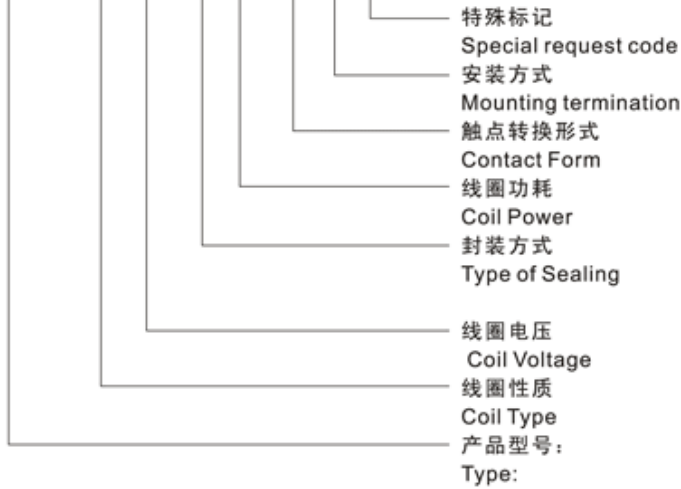 特殊标记
Special request code
安装方式
Mounting termination
触点转换形式
Contact Form
线圈功耗
Coil Power
封装方式
Type of Sealing
线圈电压
Coil Voltage
线圈性质
Coil Type
产品型号：
Type: